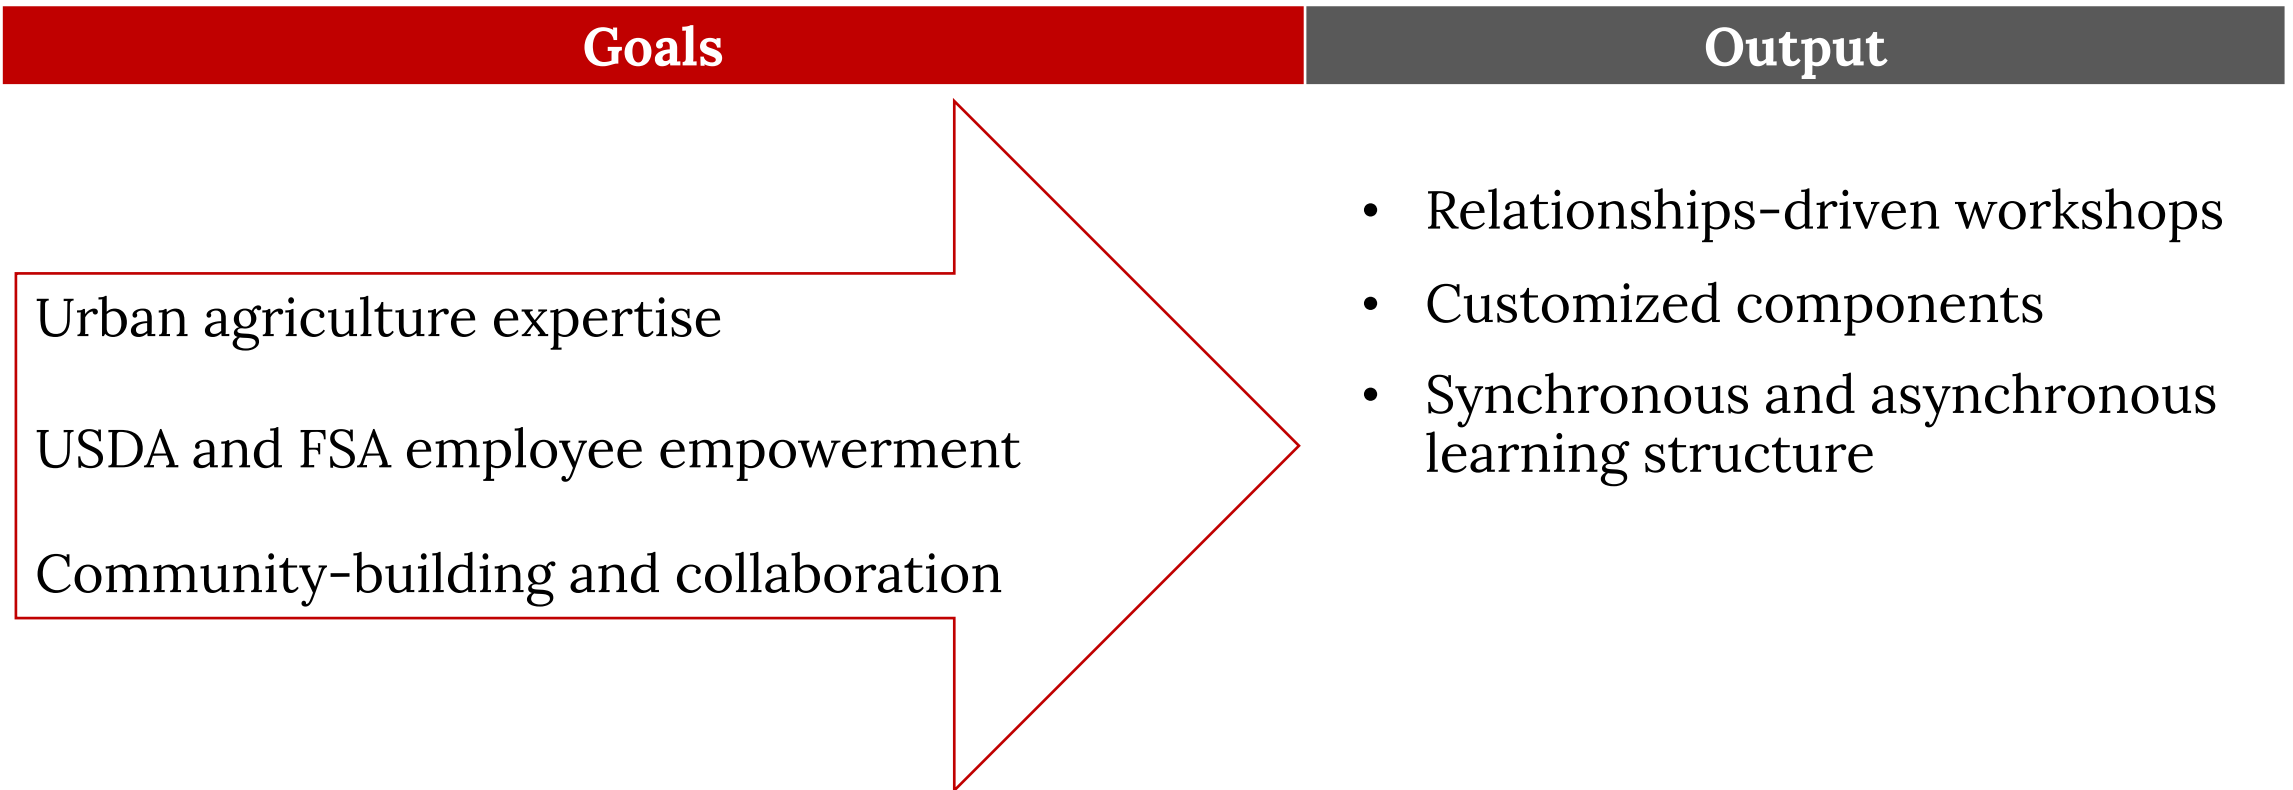 Goals
Output
Urban agriculture expertise
USDA and FSA employee empowerment
Community-building and collaboration
• Relationships-driven workshops
• Customized components
• Synchronous and asynchronous
learning structure